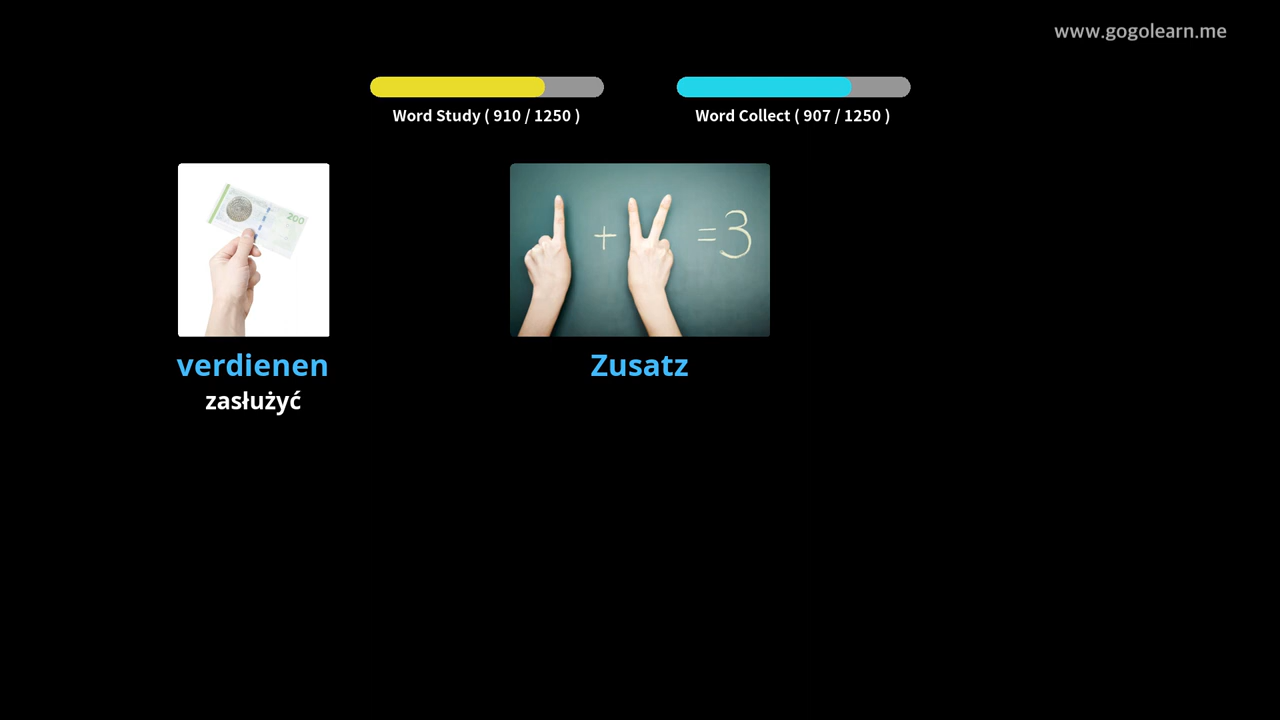 www.gogolearn.me
Word Study ( 910 / 1250 )
Word Collect ( 907 / 1250 )
200
+ =3
verdienen
zasłużyć
Zusatz